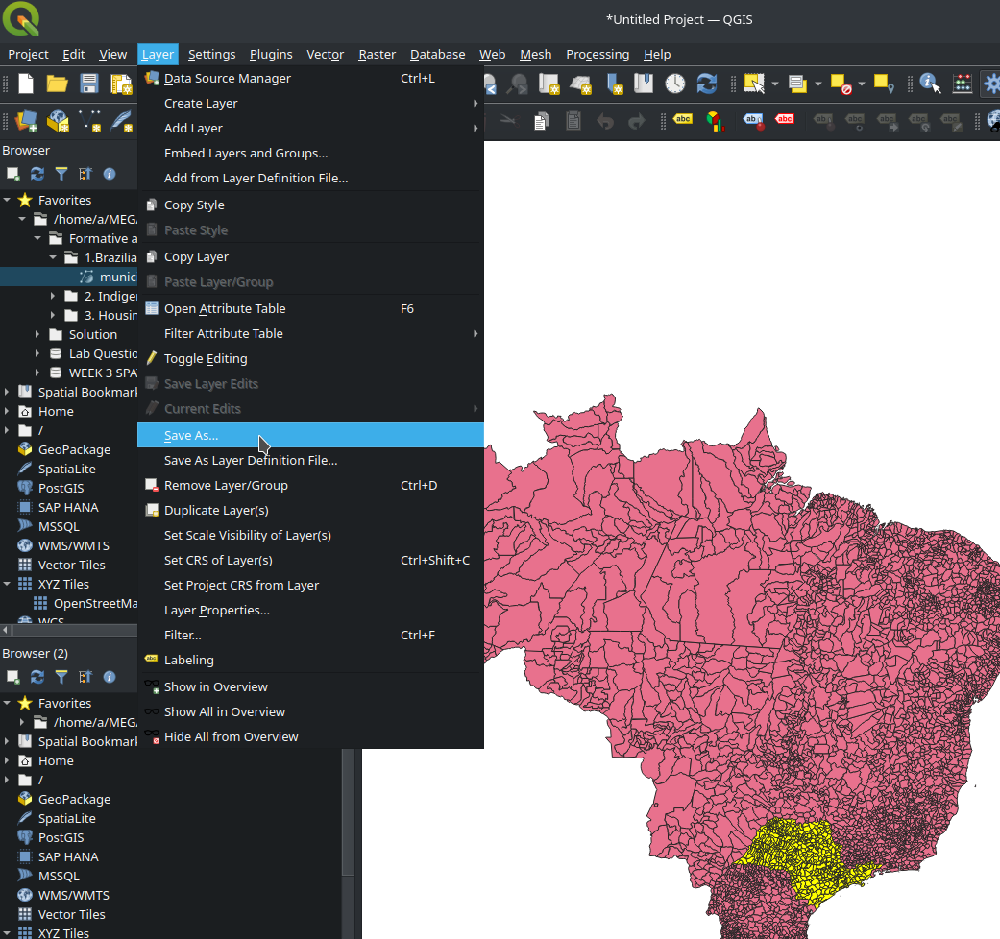 *Untitled Project — QGIS
Project Edit View Layer Settings Plugins Vector Raster Database Web Mesh Processing Help
Data Source Manager Ctrl+L
Create Layer
Add Layer
Embed Layers and Groups...
Add from Layer Definition File...
Copy Style
Paste Style
Copy Layer
Paste Layer/Group
Open Attribute Table F6
Filter Attribute Table
Toggle Editing
Save Layer Edits
Current Edits
Save As...
Save As Layer Definition File...
Remove Layer/Group Ctrl+D
Duplicate Layer(s)
Set Scale Visibility of Layer(s)
Set CRS of Layer(s) Ctrl+Shift+C
Set Project CRS from Layer
Layer Properties...
Filter... Ctrl+F
Labeling
Show in Overview
Show All in Overview
Hide All from Overview
abc
ab
abc
Browser
Favorites
/home/a/MEGA
Formative a
1.Brazilia
munic
2. Indige
3. Housin
Solution
Lab Questio
WEEK 3 SPA
Spatial Bookmark
Home
/
GeoPackage
SpatiaLite
PostGIS
SAP HANA
MSSQL
WMS/WMTS
Vector Tiles
XYZ Tiles
OpenStreetMa
WCS
Browser (2)
Favorites
/home/a/MEGA
Spatial Bookmark
Home
/
GeoPackage
SpatiaLite
PostGIS
SAP HANA
MSSQL
WMS/WMTS
Vector Tiles
XYZ Tiles